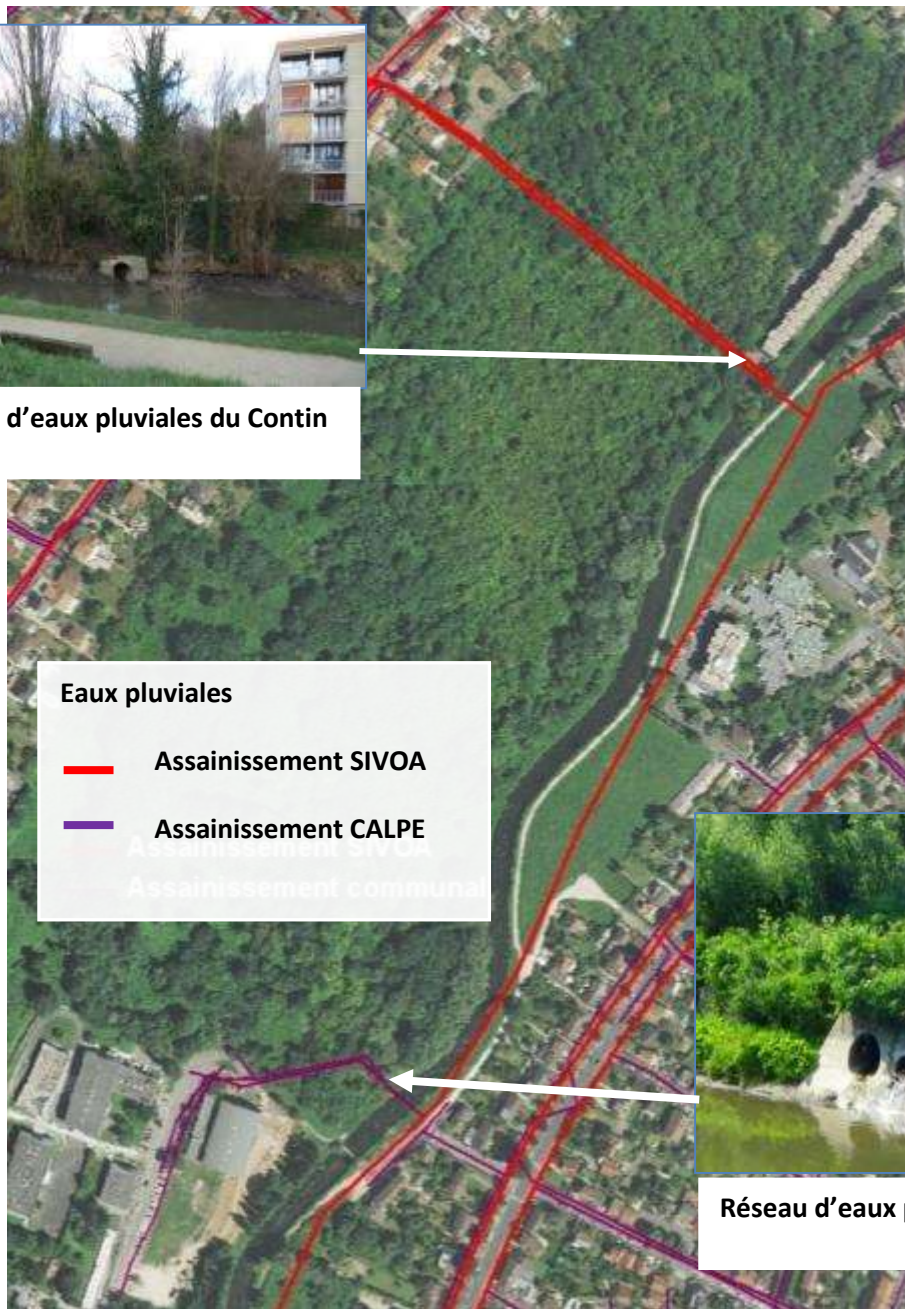 d'eaux pluviales du Contin
Eaux pluviales
Assainissement SIVOA
Assainissement CALPE
Assainissement SIVOA
Assainissement communal
Réseau d'eaux